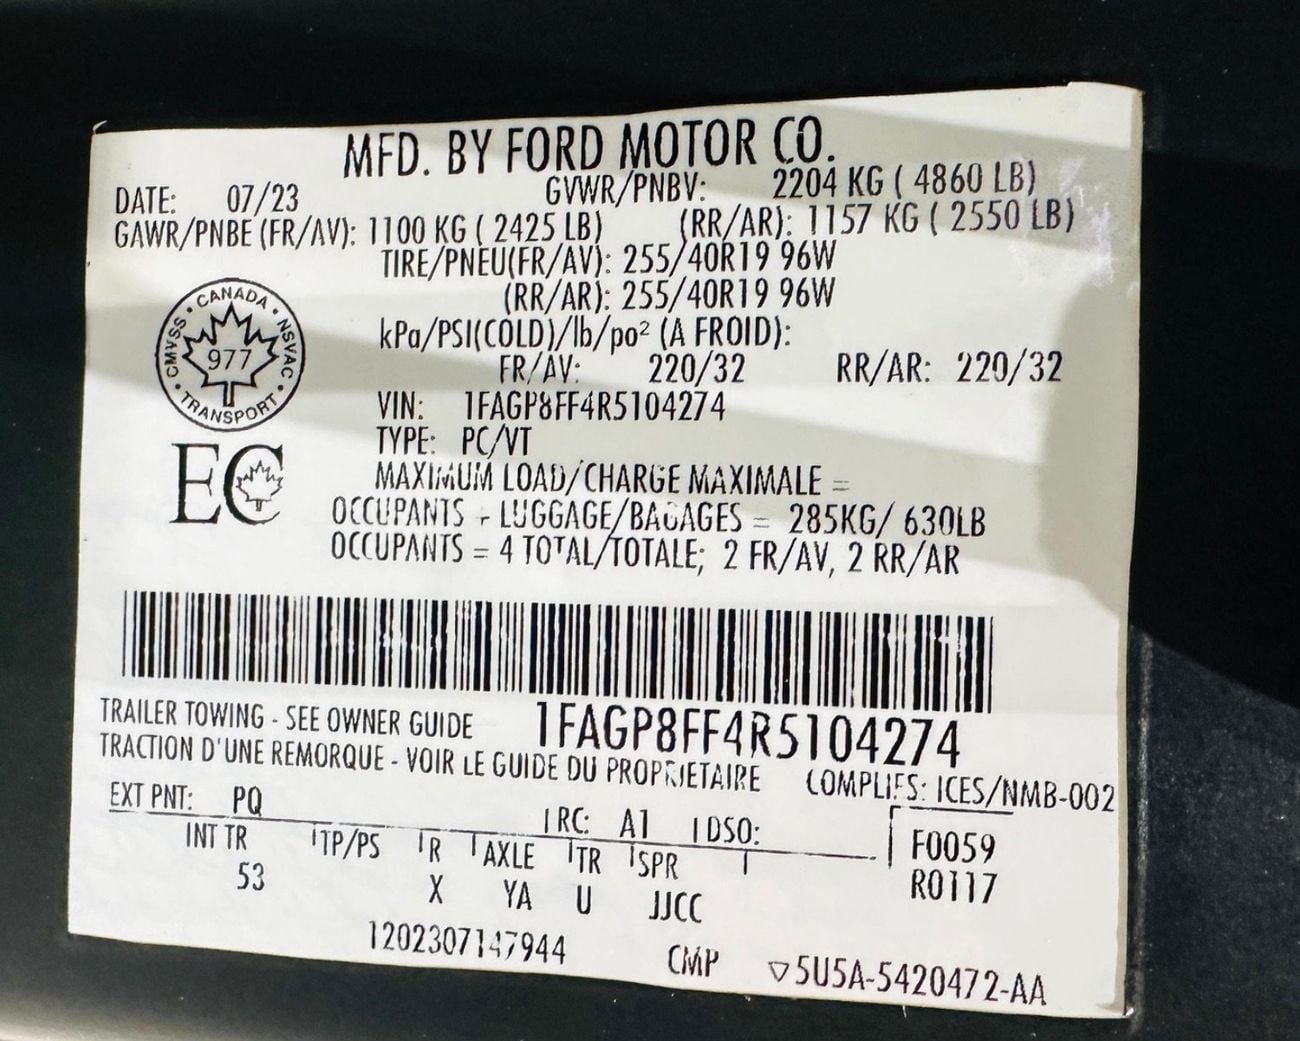 MFD. BY FORD MOTOR CO.
DATE: 07/23 GVWR/PNBV: 2204 KG ( 4860 LB)
GAWR/PNBE (FR/AV): 1100 KG ( 2425 LB) (RR/AR): 1157 KG ( 2550 LB)
TIRE/PNEU(FR/AV): 255/40R19 96W
(RR/AR): 255/40R19 96W
kPa/PSI(COLD)/lb/po² (A FROID):
FR/AV: 220/32 RR/AR: 220/32
CANADA • NSVAC • TRANSPORT • CMVSS •
977
VIN: 1FAGP8FF4R5104274
TYPE: PC/VT
EC
MAXIMUM LOAD/CHARGE MAXIMALE =
OCCUPANTS + LUGGAGE/BAGAGES = 285KG/ 630LB
OCCUPANTS = 4 TOTAL/TOTALE; 2 FR/AV, 2 RR/AR
TRAILER TOWING - SEE OWNER GUIDE 1FAGP8FF4R5104274
TRACTION D'UNE REMORQUE - VOIR LE GUIDE DU PROPRIETAIRE COMPLIES: ICES/NMB-002
EXT PNT: PQ RC: A1 DSO: F0059
INT TR TP/PS R AXLE TR SPR R0117
53 X YA U JJCC
1202307147944 CMP ▽5U5A-5420472-AA